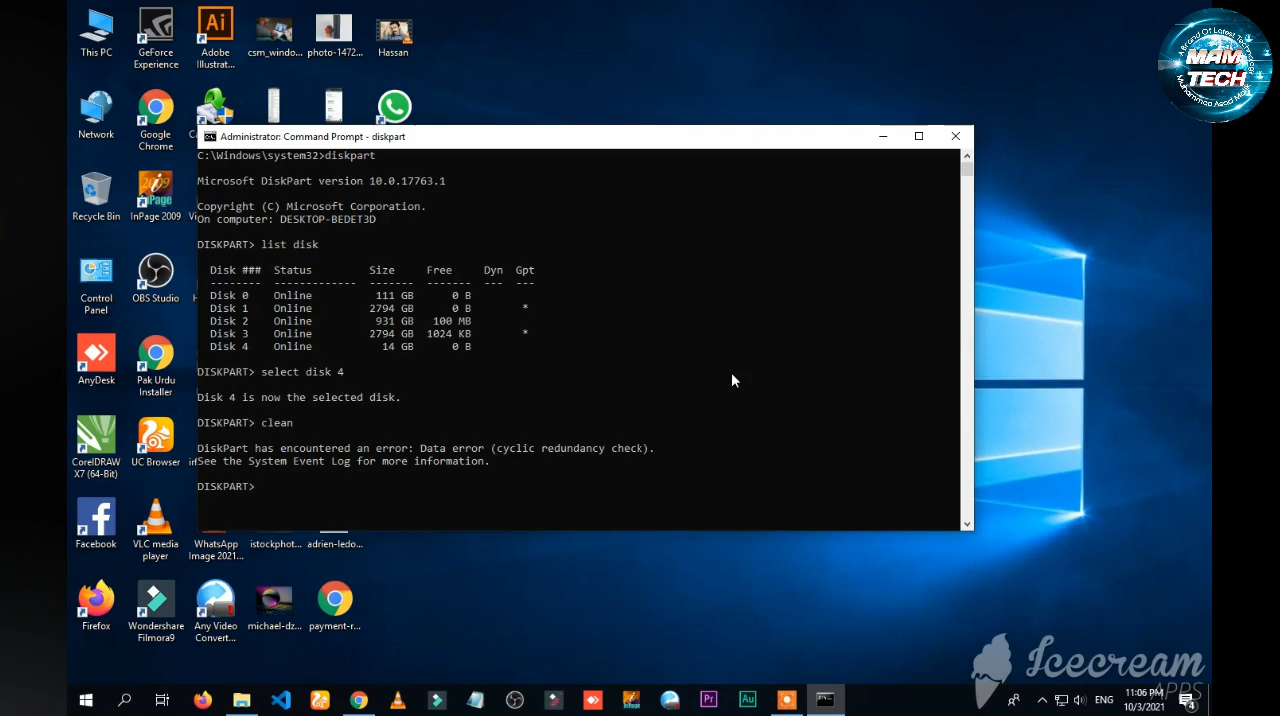 A Brand Of Latest Technology
MAM
TECH
Muhammad Asad Malik
This PC
GeForce
Experience
Adobe
Illustrat...
csm_windo...
photo-1472...
Hassan
Network
Google
Chrome
Administrator: Command Prompt - diskpart
C:\Windows\system32>diskpart
Microsoft DiskPart version 10.0.17763.1
Copyright (C) Microsoft Corporation.
On computer: DESKTOP-BEDET3D
DISKPART> list disk
Disk ### Status Size Free Dyn Gpt
-------- ------------- ------- ------- --- ---
Disk 0 Online 111 GB 0 B
Disk 1 Online 2794 GB 0 B *
Disk 2 Online 931 GB 100 MB
Disk 3 Online 2794 GB 1024 KB *
Disk 4 Online 14 GB 0 B
DISKPART> select disk 4
Disk 4 is now the selected disk.
DISKPART> clean
DiskPart has encountered an error: Data error (cyclic redundancy check).
See the System Event Log for more information.
DISKPART>
Recycle Bin
InPage 2009
Control
Panel
OBS Studio
AnyDesk
Pak Urdu
Installer
CorelDRAW
X7 (64-Bit)
UC Browser
Facebook
VLC media
player
WhatsApp
Image 2021...
istockphot...
adrien-ledo...
Firefox
Wondershare
Filmora9
Any Video
Convert...
michael-dz...
payment-r...
Icecream
APPS
ENG
11:06 PM
10/3/2021
4